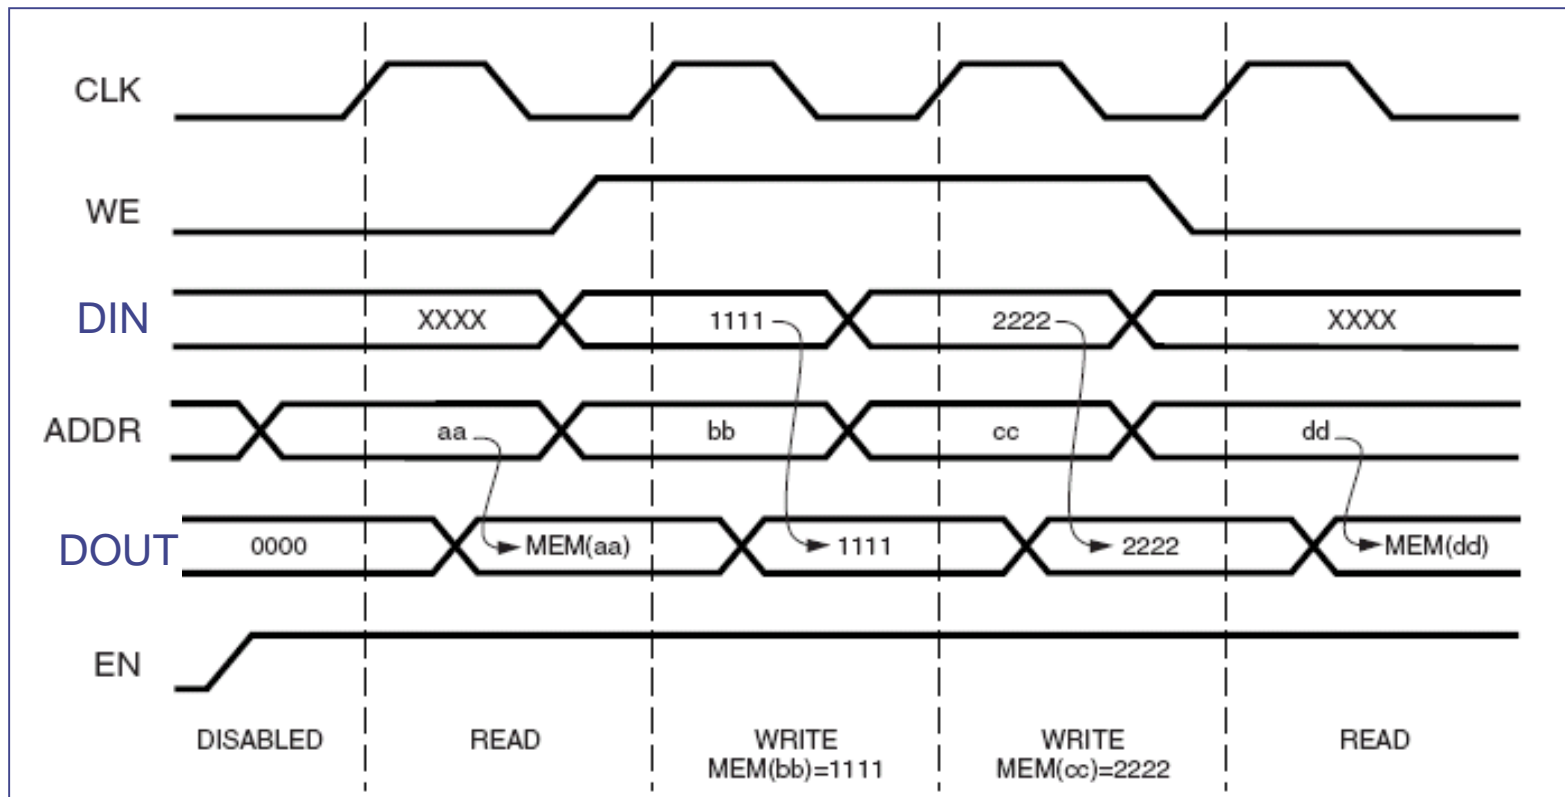 CLK
WE
DIN XXXX 1111 2222 XXXX
ADDR aa bb cc dd
DOUT 0000 MEM(aa) 1111 2222 MEM(dd)
EN
DISABLED READ WRITE WRITE READ
MEM(bb)=1111 MEM(cc)=2222